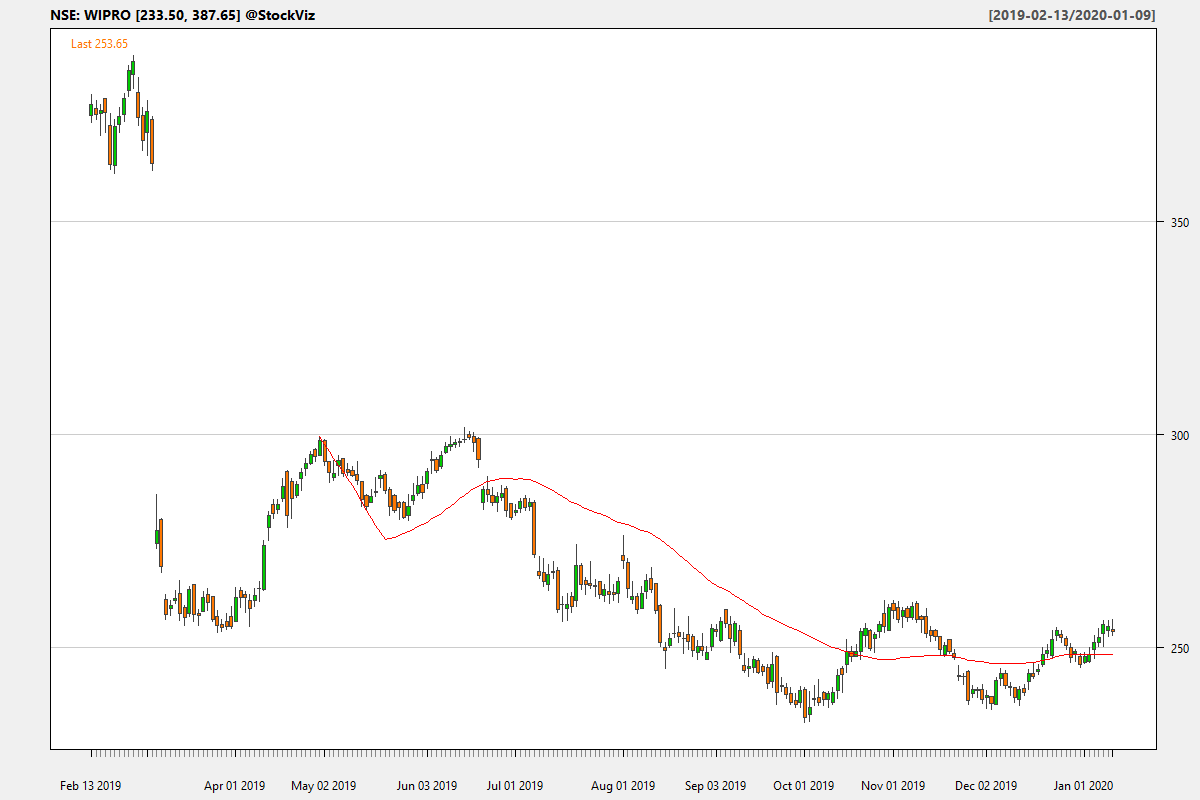 NSE: WIPRO [233.50, 387.65] @StockViz
[2019-02-13/2020-01-09]
Last 253.65
350
300
250
Feb 13 2019
Apr 01 2019
May 02 2019
Jun 03 2019
Jul 01 2019
Aug 01 2019
Sep 03 2019
Oct 01 2019
Nov 01 2019
Dec 02 2019
Jan 01 2020